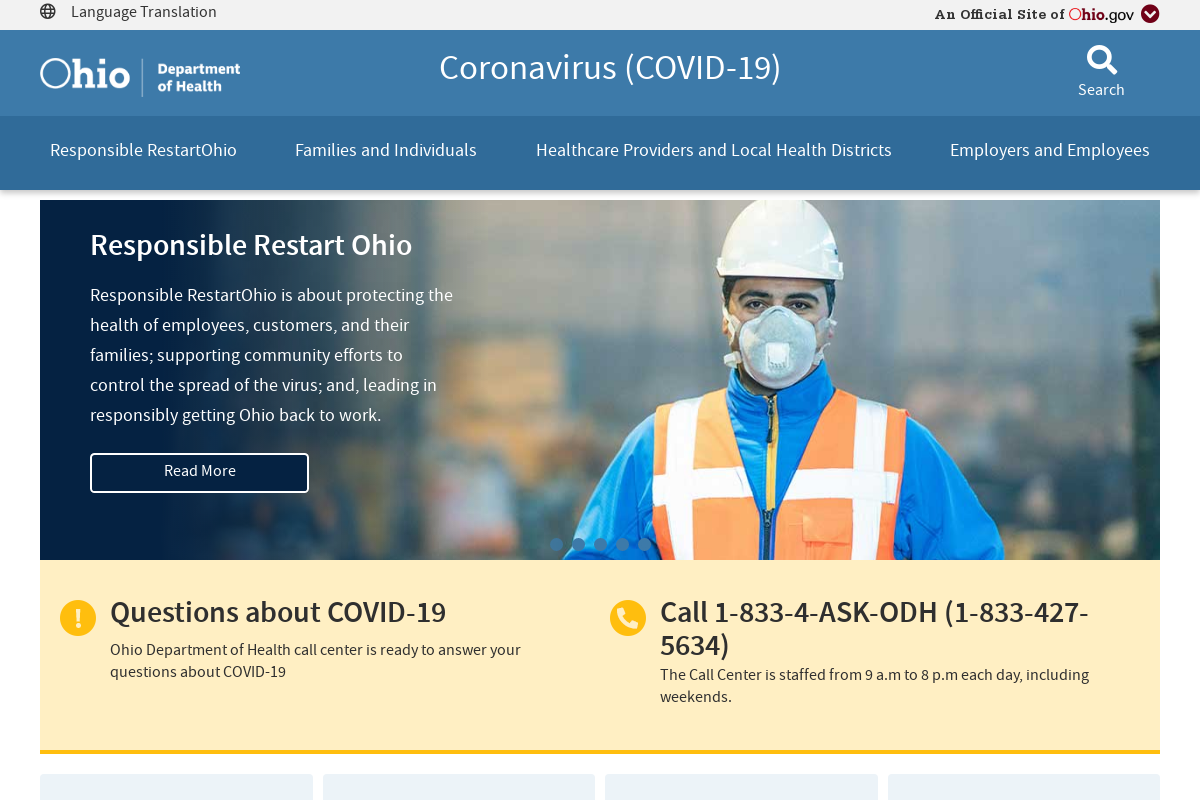 Language Translation
An Official Site of Ohio.gov
Ohio
Department
of Health
Coronavirus (COVID-19)
Search
Responsible RestartOhio
Families and Individuals
Healthcare Providers and Local Health Districts
Employers and Employees
Responsible Restart Ohio
Responsible RestartOhio is about protecting the
health of employees, customers, and their
families; supporting community efforts to
control the spread of the virus; and, leading in
responsibly getting Ohio back to work.
Read More
Questions about COVID-19
Ohio Department of Health call center is ready to answer your
questions about COVID-19
Call 1-833-4-ASK-ODH (1-833-427-
5634)
The Call Center is staffed from 9 a.m to 8 p.m each day, including
weekends.